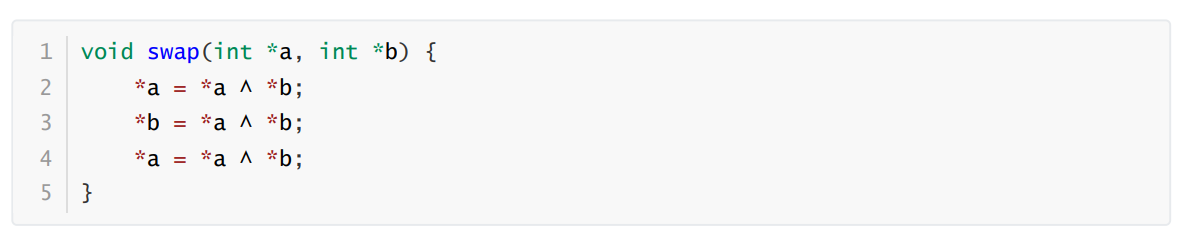 1 void swap(int *a, int *b) {
2     *a = *a ^ *b;
3     *b = *a ^ *b;
4     *a = *a ^ *b;
5 }